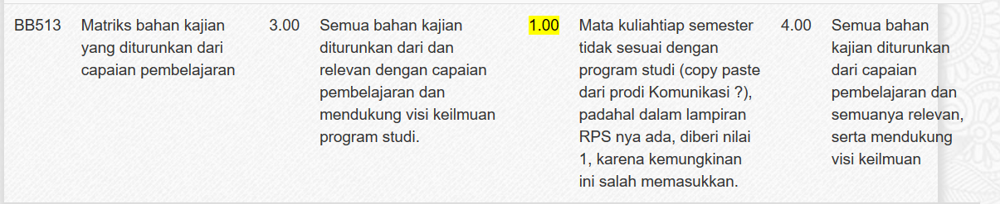 BB513
Matriks bahan kajian
yang diturunkan dari
capaian pembelajaran
3.00
Semua bahan kajian
diturunkan dari dan
relevan dengan capaian
pembelajaran dan
mendukung visi keilmuan
program studi.
1.00
Mata kuliahtiap semester
tidak sesuai dengan
program studi (copy paste
dari prodi Komunikasi ?),
padahal dalam lampiran
RPS nya ada, diberi nilai
1, karena kemungkinan
ini salah memasukkan.
4.00
Semua bahan
kajian diturunkan
dari capaian
pembelajaran dan
semuanya relevan,
serta mendukung
visi keilmuan